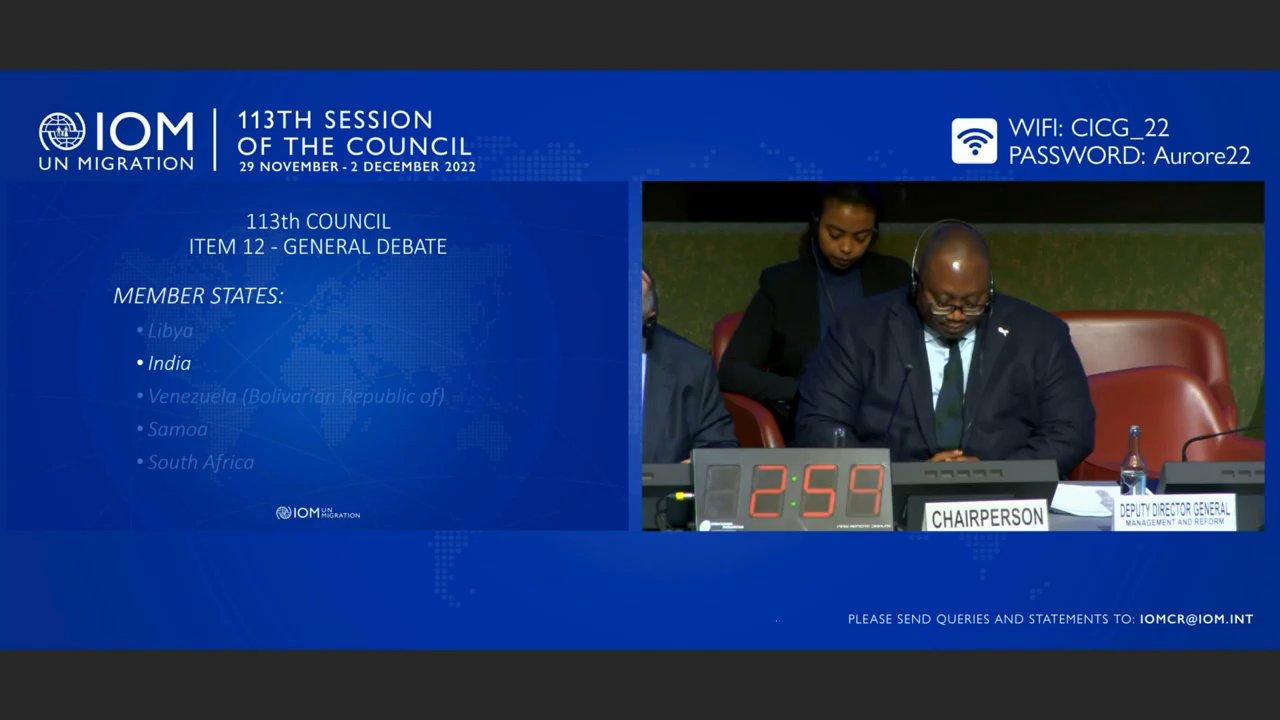 IOM
UN MIGRATION
113TH SESSION
OF THE COUNCIL
29 NOVEMBER - 2 DECEMBER 2022
WIFI: CICG_22
PASSWORD: Aurore22
113th COUNCIL
ITEM 12 - GENERAL DEBATE
MEMBER STATES:
• Libya
• India
• Venezuela (Bolivarian Republic of)
• Samoa
• South Africa
IOM UN MIGRATION
2:59
CHAIRPERSON
DEPUTY DIRECTOR GENERAL
MANAGEMENT AND REFORM
PLEASE SEND QUERIES AND STATEMENTS TO: IOMCR@IOM.INT